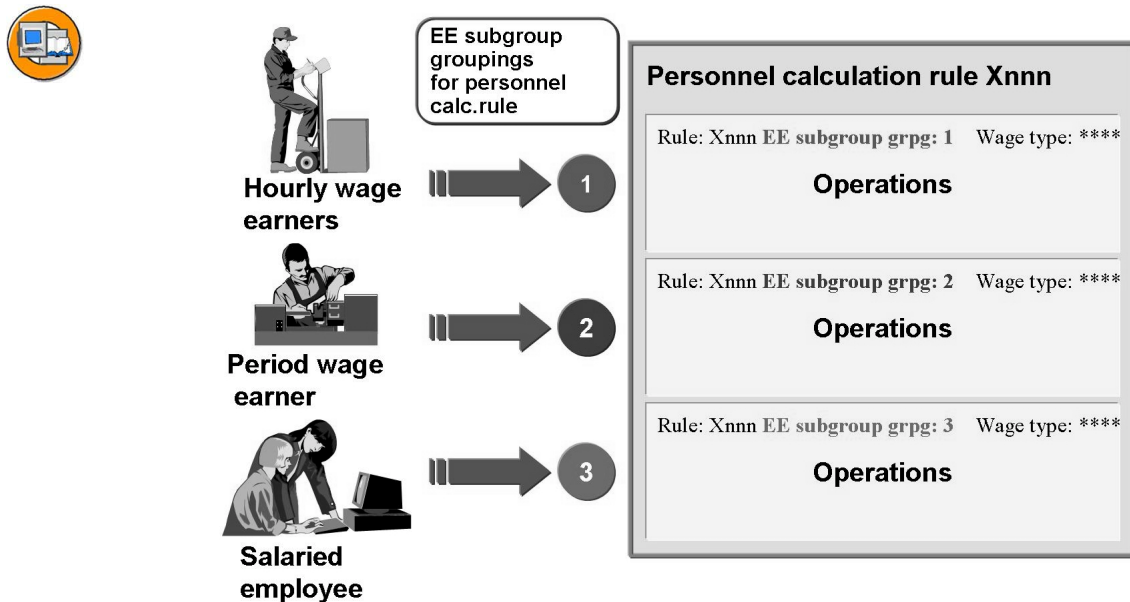 EE subgroup
groupings
for personnel
calc.rule
Hourly wage
earners
1
Period wage
earner
2
Salaried
employee
3
Personnel calculation rule Xnnn
Rule: Xnnn EE subgroup grpg: 1 Wage type: ****
Operations
Rule: Xnnn EE subgroup grpg: 2 Wage type: ****
Operations
Rule: Xnnn EE subgroup grpg: 3 Wage type: ****
Operations